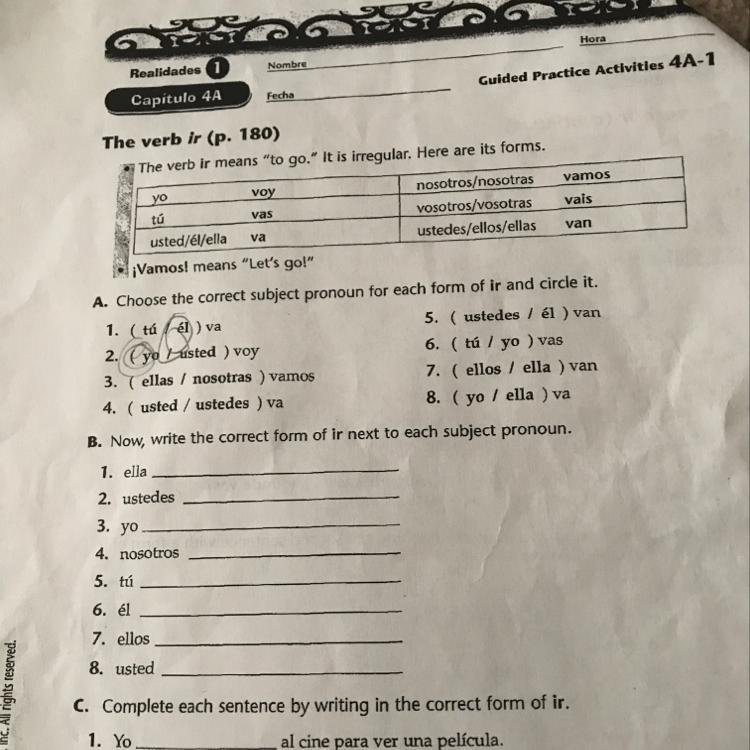 Hora
Realidades 1 Nombre
Capítulo 4A Fecha Guided Practice Activities 4A-1
The verb ir (p. 180)
• The verb ir means “to go.” It is irregular. Here are its forms.
yo voy nosotros/nosotras vamos
tú vas vosotros/vosotras vais
usted/él/ella va ustedes/ellos/ellas van
• ¡Vamos! means “Let's go!”
A. Choose the correct subject pronoun for each form of ir and circle it.
1. ( tú / él ) va
2. ( yo / usted ) voy
3. ( ellas / nosotras ) vamos
4. ( usted / ustedes ) va
5. ( ustedes / él ) van
6. ( tú / yo ) vas
7. ( ellos / ella ) van
8. ( yo / ella ) va
B. Now, write the correct form of ir next to each subject pronoun.
1. ella
2. ustedes
3. yo
4. nosotros
5. tú
6. él
7. ellos
8. usted
C. Complete each sentence by writing in the correct form of ir.
1. Yo ____________ al cine para ver una película.
Inc. All rights reserved.